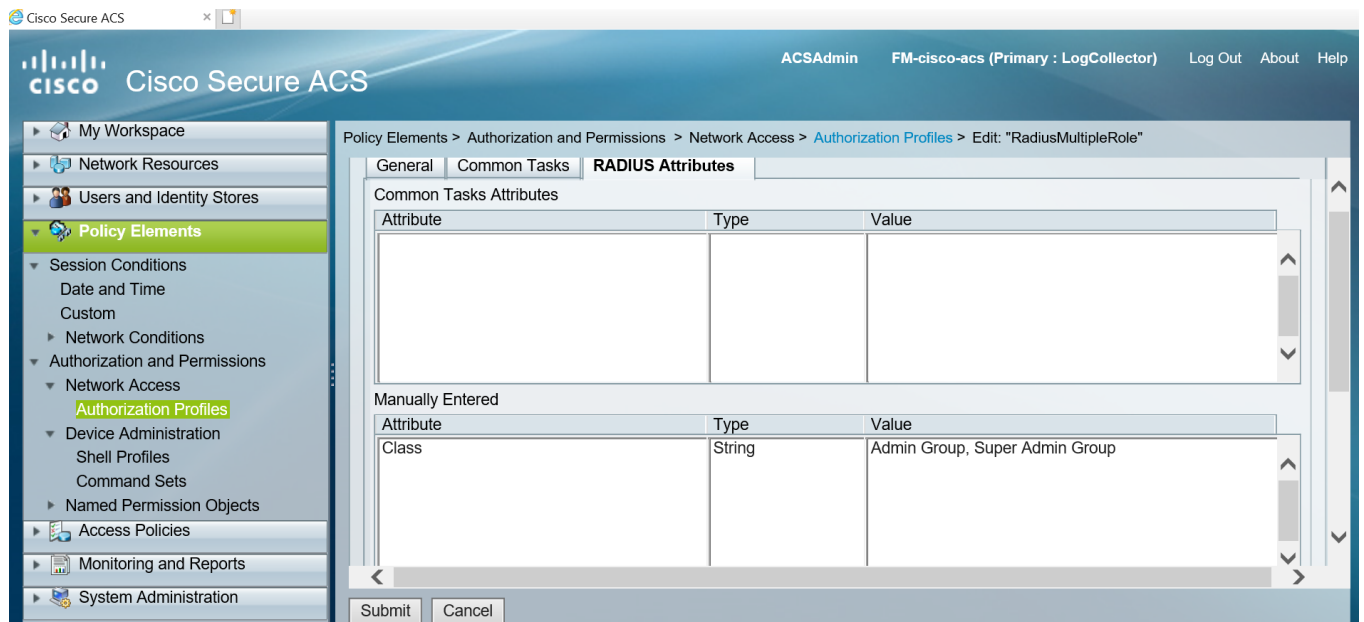 Cisco Secure ACS
ACSAdmin FM-cisco-acs (Primary : LogCollector) Log Out About Help
CISCO Cisco Secure ACS
My Workspace
Network Resources
Users and Identity Stores
Policy Elements
Session Conditions
Date and Time
Custom
Network Conditions
Authorization and Permissions
Network Access
Authorization Profiles
Device Administration
Shell Profiles
Command Sets
Named Permission Objects
Access Policies
Monitoring and Reports
System Administration
Policy Elements > Authorization and Permissions > Network Access > Authorization Profiles > Edit: "RadiusMultipleRole"
General Common Tasks RADIUS Attributes
Common Tasks Attributes
Attribute Type Value
Manually Entered
Attribute Type Value
Class String Admin Group, Super Admin Group
Submit Cancel